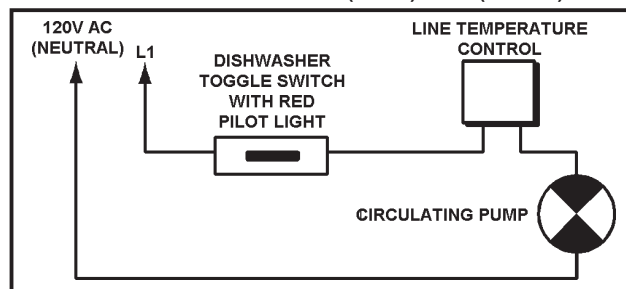 120V AC
(NEUTRAL) L1
DISHWASHER
TOGGLE SWITCH
WITH RED
PILOT LIGHT
LINE TEMPERATURE
CONTROL
CIRCULATING PUMP